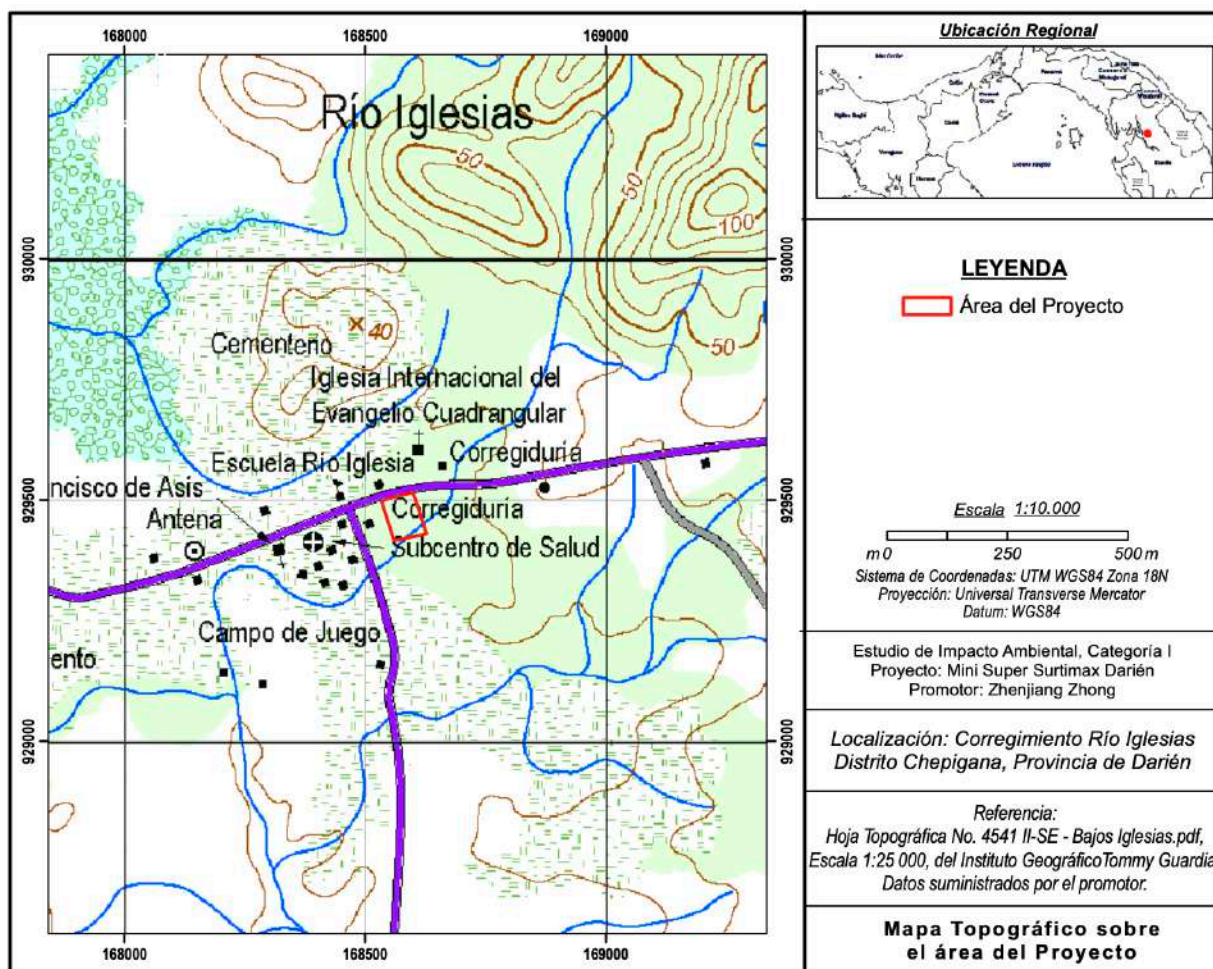 168000
168500
169000
Río Iglesias
50
50
100
50
930000
930000
40
Cementeño
Iglesia Internacional del
Evangelio Cuadrangular
Escuela Río Iglesia
Corregiduría
ncisco de Asís
Antena
929500
929500
Corregiduría
Subcentro de Salud
Campo de Juego
ento
929000
929000
168000
168500
169000
Ubicación Regional
LEYENDA
Área del Proyecto
Escala 1:10.000
m 0 250 500 m
Sistema de Coordenadas: UTM WGS84 Zona 18N
Proyección: Universal Transverse Mercator
Datum: WGS84
Estudio de Impacto Ambiental, Categoría I
Proyecto: Mini Super Surtimax Darién
Promotor: Zhenjiang Zhong
Localización: Corregimiento Río Iglesias
Distrito Chepigana, Provincia de Darién
Referencia:
Hoja Topográfica No. 4541 II-SE - Bajos Iglesias.pdf,
Escala 1:25 000, del Instituto GeográficoTommy Guardia
Datos suministrados por el promotor.
Mapa Topográfico sobre
el área del Proyecto